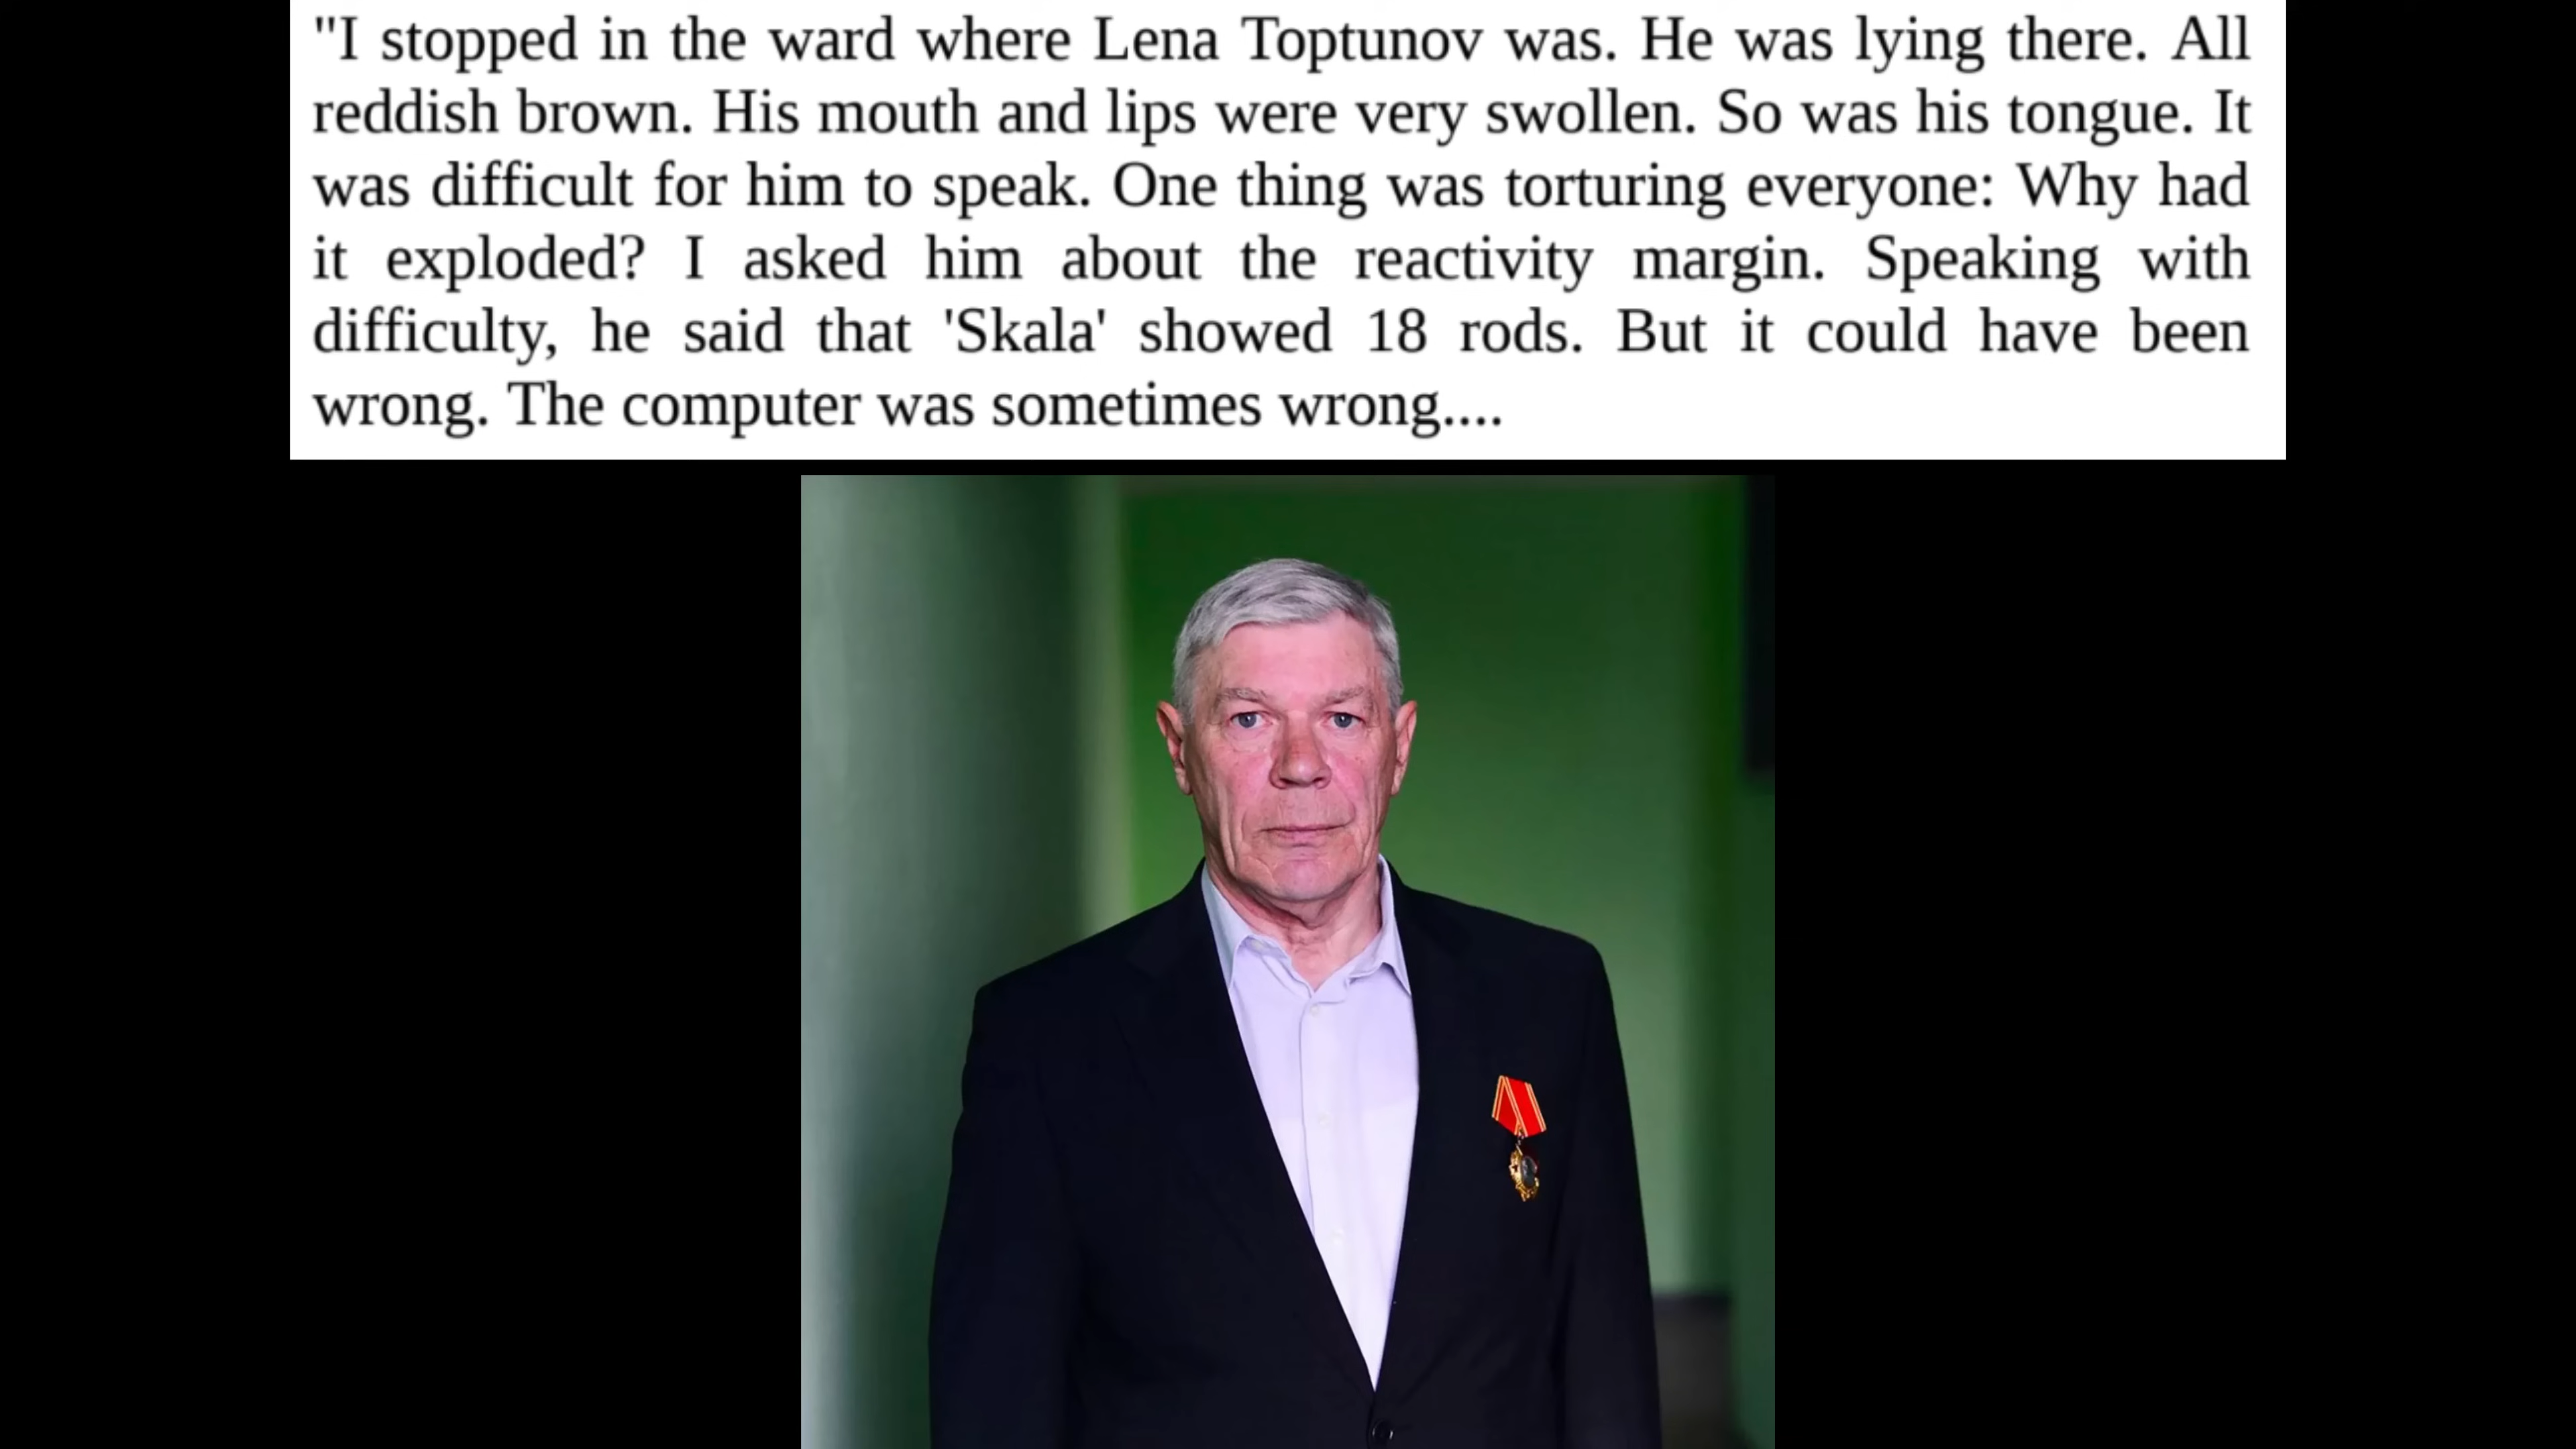 "I stopped in the ward where Lena Toptunov was. He was lying there. All
reddish brown. His mouth and lips were very swollen. So was his tongue. It
was difficult for him to speak. One thing was torturing everyone: Why had
it exploded? I asked him about the reactivity margin. Speaking with
difficulty, he said that 'Skala' showed 18 rods. But it could have been
wrong. The computer was sometimes wrong....